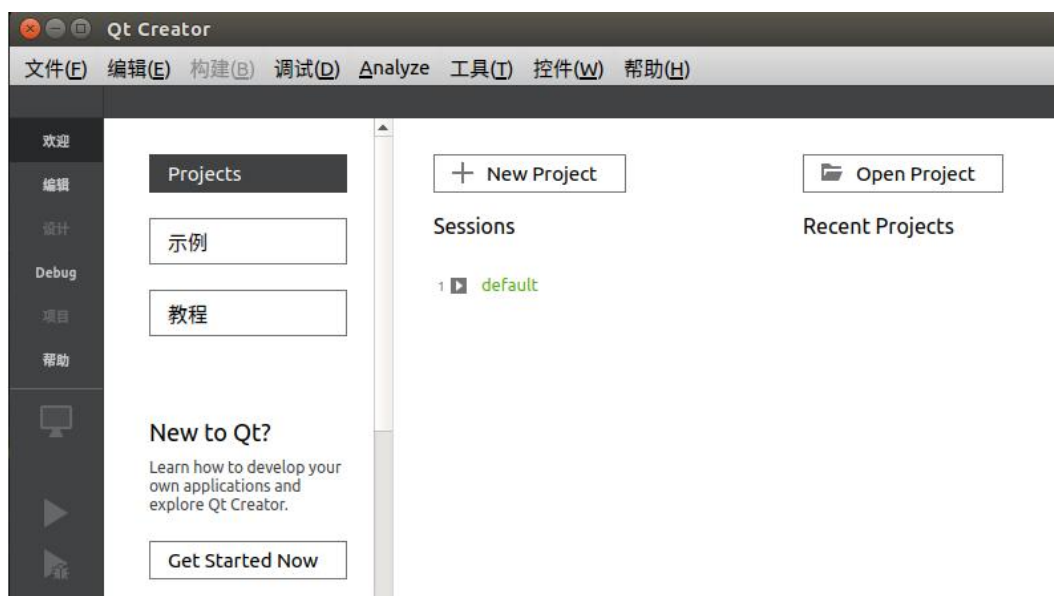 Qt Creator
文件(F) 编辑(E) 构建(B) 调试(D) Analyze 工具(T) 控件(W) 帮助(H)
欢迎
编辑
设计
Debug
项目
帮助
Projects
示例
教程
New to Qt?
Learn how to develop your
own applications and
explore Qt Creator.
Get Started Now
New Project
Sessions
1 default
Open Project
Recent Projects